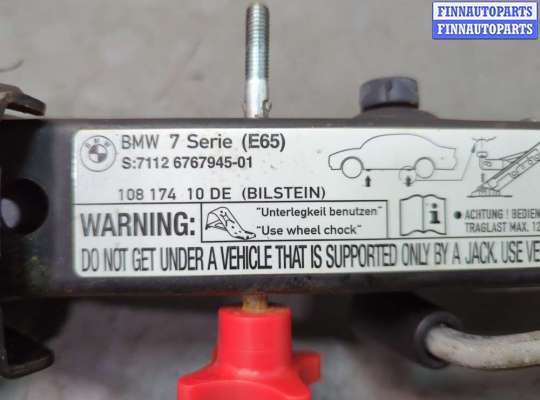 FINNAUTOPARTS
FINNAUTOPARTS
BMW 7 Serie (E65)
S:7112 6767945-01
108 174 10 DE (BILSTEIN)
WARNING:
"Unterlegkeil benutzen"
"Use wheel chock"
ACHTUNG ! BEDIEN
TRAGLAST MAX. 12
DO NOT GET UNDER A VEHICLE THAT IS SUPPORTED ONLY BY A JACK. USE VE